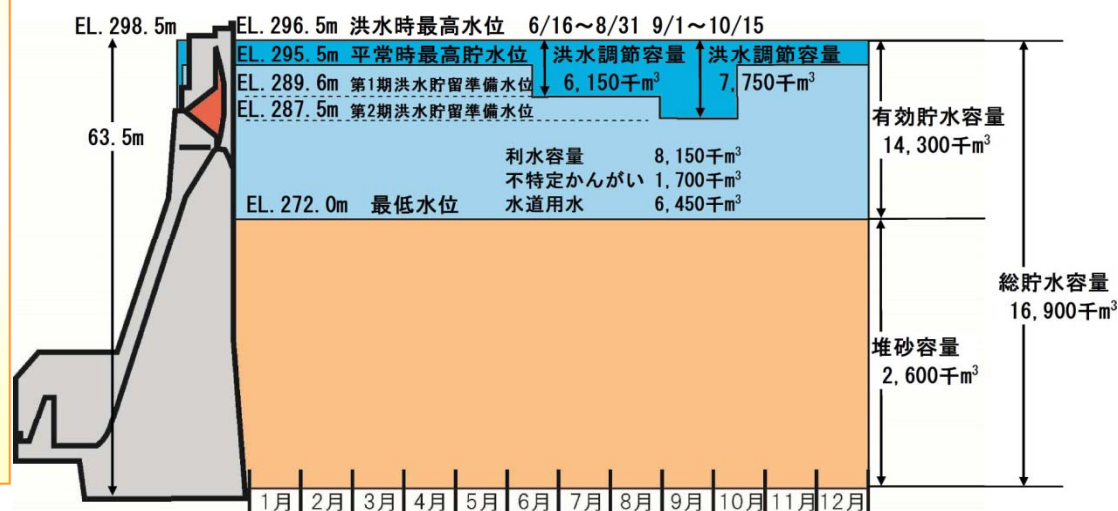 EL. 298.5m
EL. 296.5m 洪水時最高水位 6/16～8/31 9/1～10/15
EL. 295.5m 平常時最高貯水位 洪水調節容量 洪水調節容量
EL. 289.6m 第1期洪水貯留準備水位 6,150千m³ 7,750千m³
EL. 287.5m 第2期洪水貯留準備水位
63.5m
有効貯水容量
14,300千m³
利水容量 8,150千m³
不特定かんがい 1,700千m³
EL. 272.0m 最低水位 水道用水 6,450千m³
総貯水容量
16,900千m³
堆砂容量
2,600千m³
1月 2月 3月 4月 5月 6月 7月 8月 9月 10月 11月 12月